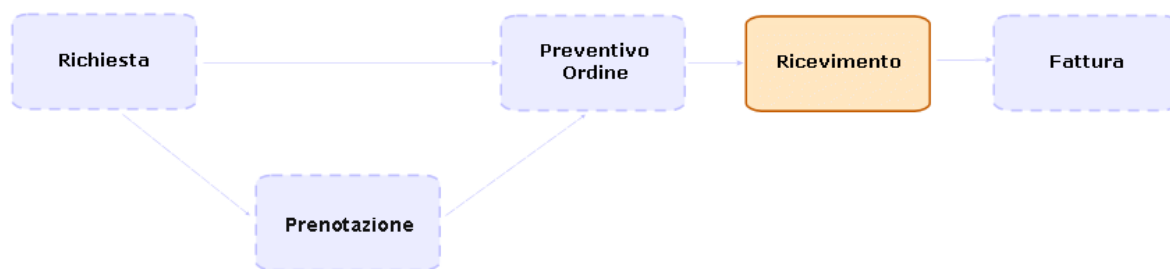 Richiesta
Preventivo
Ordine
Ricevimento
Fattura
Prenotazione